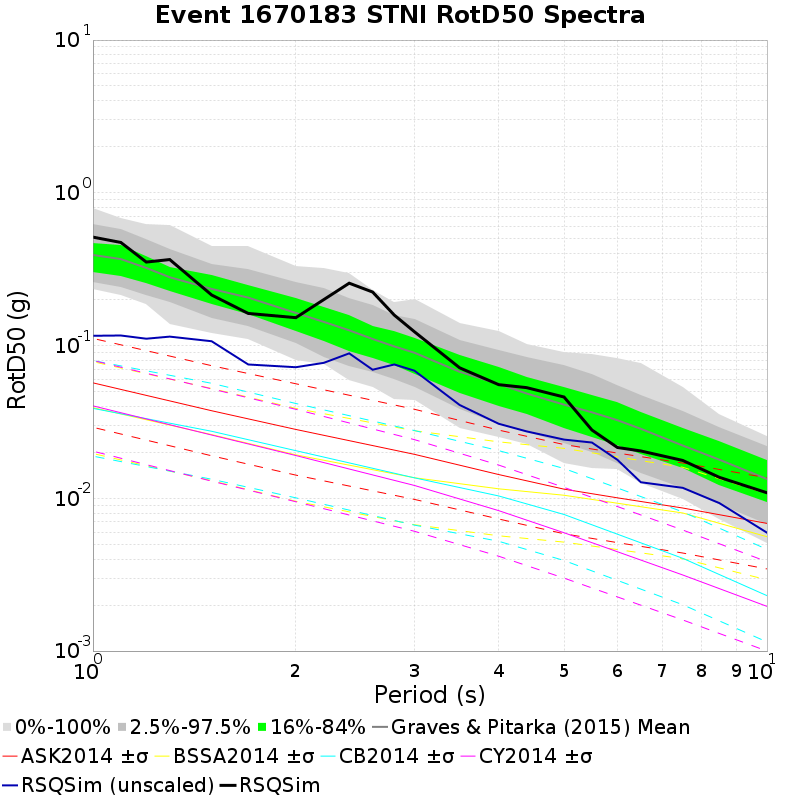 Event 1670183 STNI RotD50 Spectra
10^1
10^0
10^-1
10^-2
10^-3
RotD50 (g)
10^0 2 3 4 5 6 7 8 9 10^1
Period (s)
0%-100% 2.5%-97.5% 16%-84% Graves & Pitarka (2015) Mean
ASK2014 ±σ BSSA2014 ±σ CB2014 ±σ CY2014 ±σ
RSQSim (unscaled) RSQSim